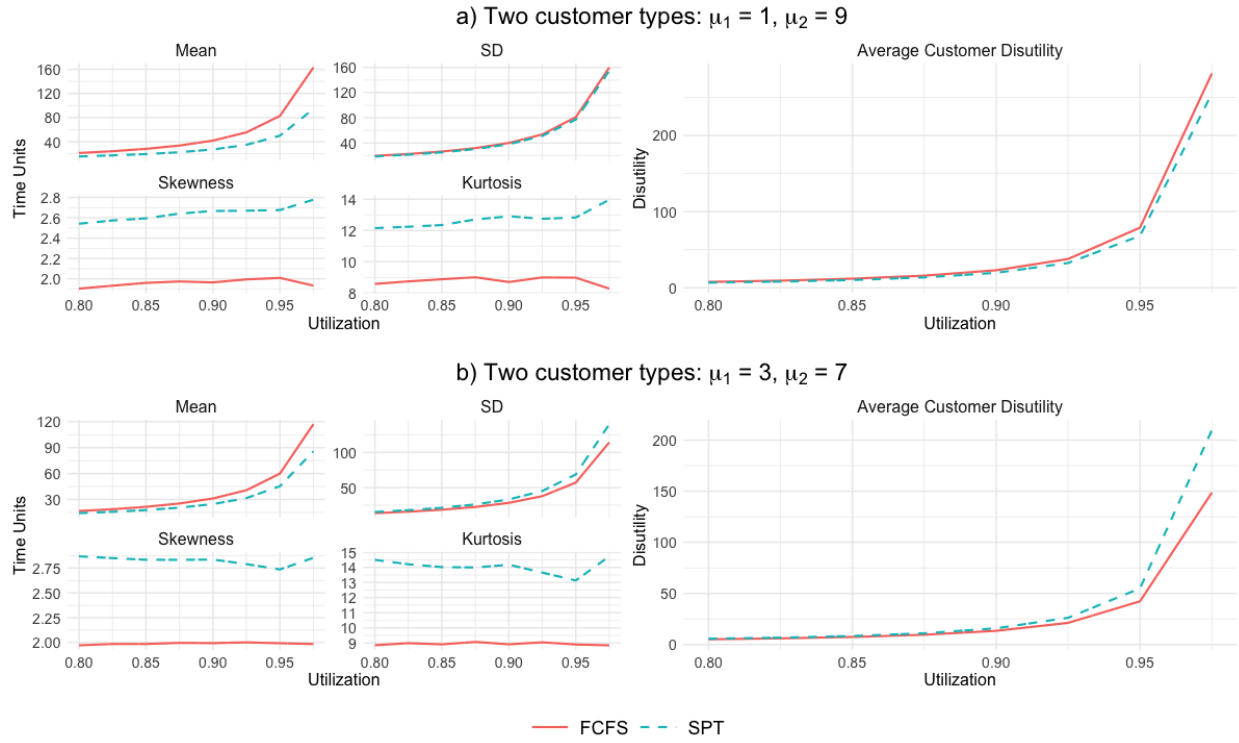 a) Two customer types: μ₁ = 1, μ₂ = 9
Mean
SD
Average Customer Disutility
160
120
80
40
160
120
80
40
200
100
0
Time Units
Disutility
Skewness
Kurtosis
2.8
2.6
2.4
2.2
2.0
14
12
10
8
0.80 0.85 0.90 0.95
0.80 0.85 0.90 0.95
0.80 0.85 0.90 0.95
Utilization
Utilization
b) Two customer types: μ₁ = 3, μ₂ = 7
Mean
SD
Average Customer Disutility
120
90
60
30
100
50
200
150
100
50
0
Time Units
Disutility
Skewness
Kurtosis
2.75
2.50
2.25
2.00
15
14
13
12
11
10
9
0.80 0.85 0.90 0.95
0.80 0.85 0.90 0.95
0.80 0.85 0.90 0.95
Utilization
Utilization
FCFS SPT